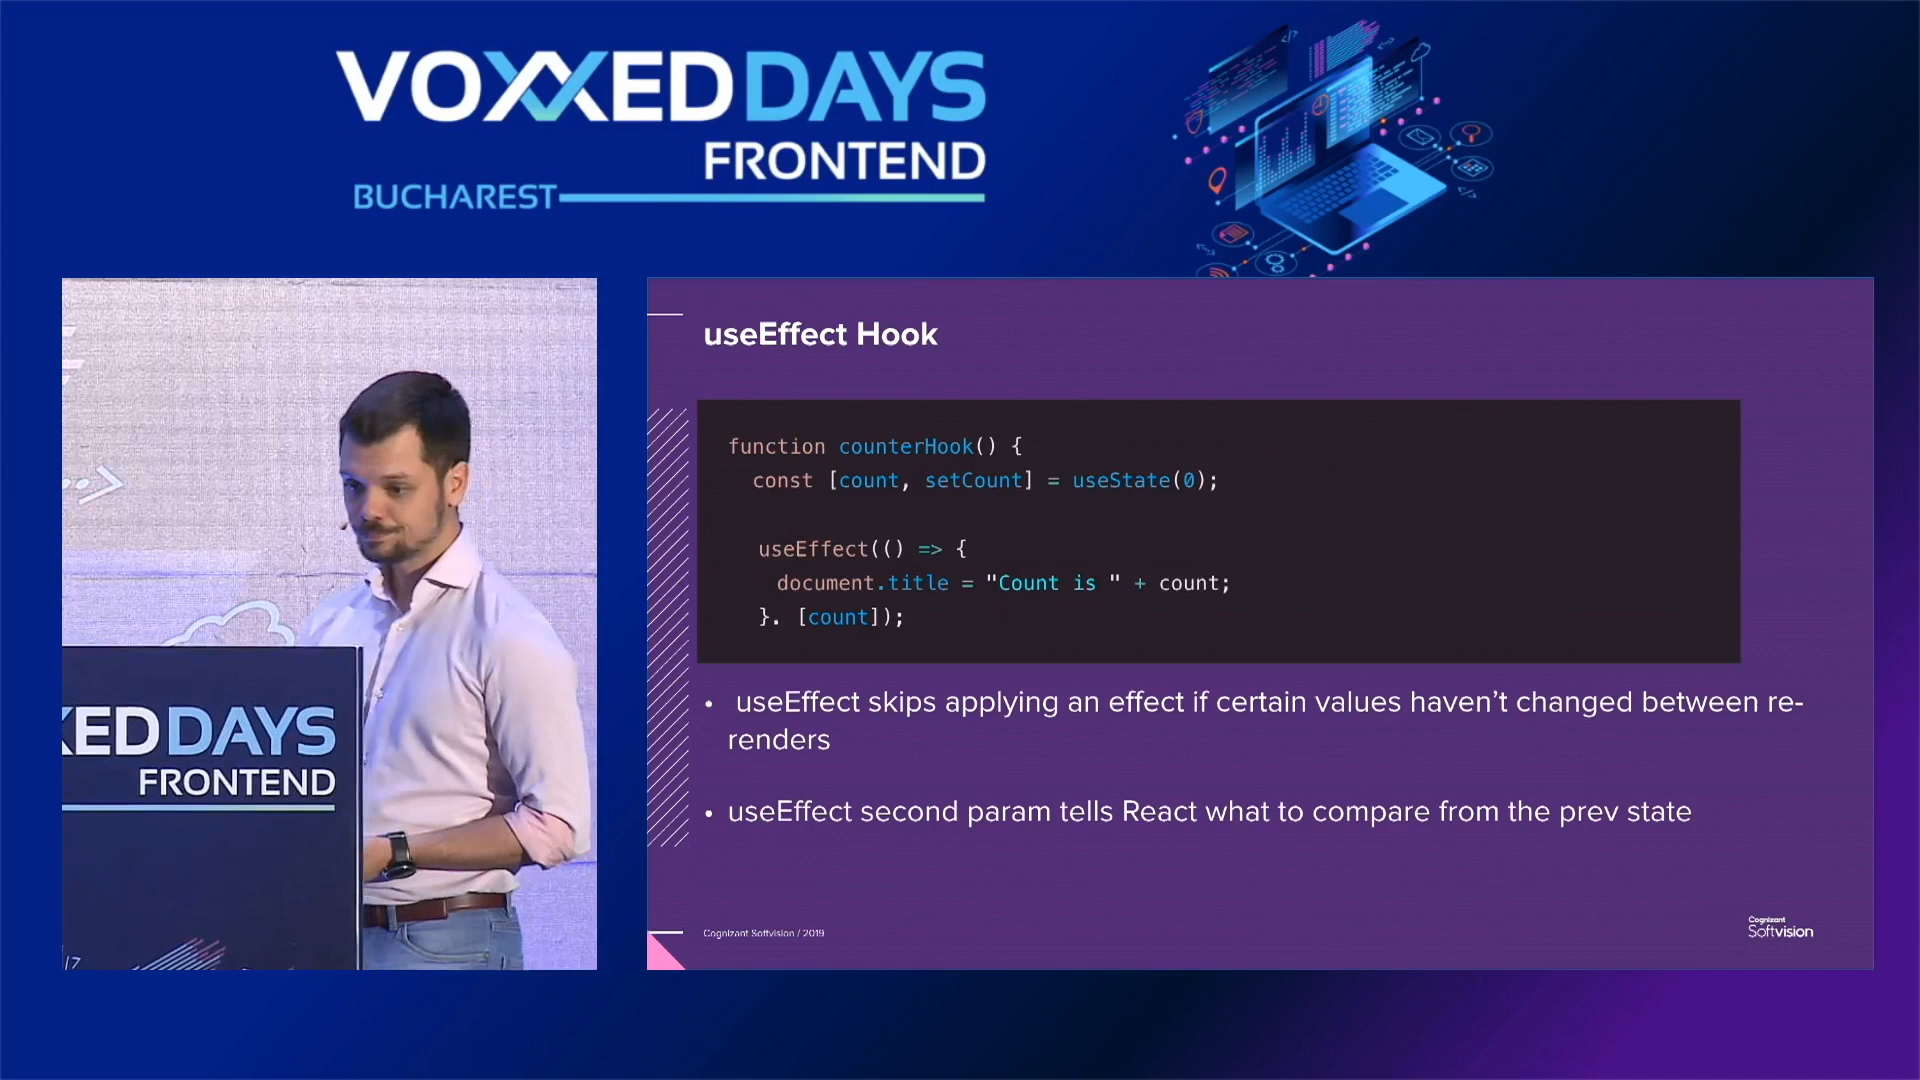 VOXXED DAYS
FRONTEND
BUCHAREST
useEffect Hook
function counterHook() {
const [count, setCount] = useState(0);
useEffect(() => {
document.title = "Count is " + count;
}. [count]);
• useEffect skips applying an effect if certain values haven’t changed between re-
renders
• useEffect second param tells React what to compare from the prev state
Cognizant Softvision / 2019
Cognizant
Softvision
XED DAYS
FRONTEND